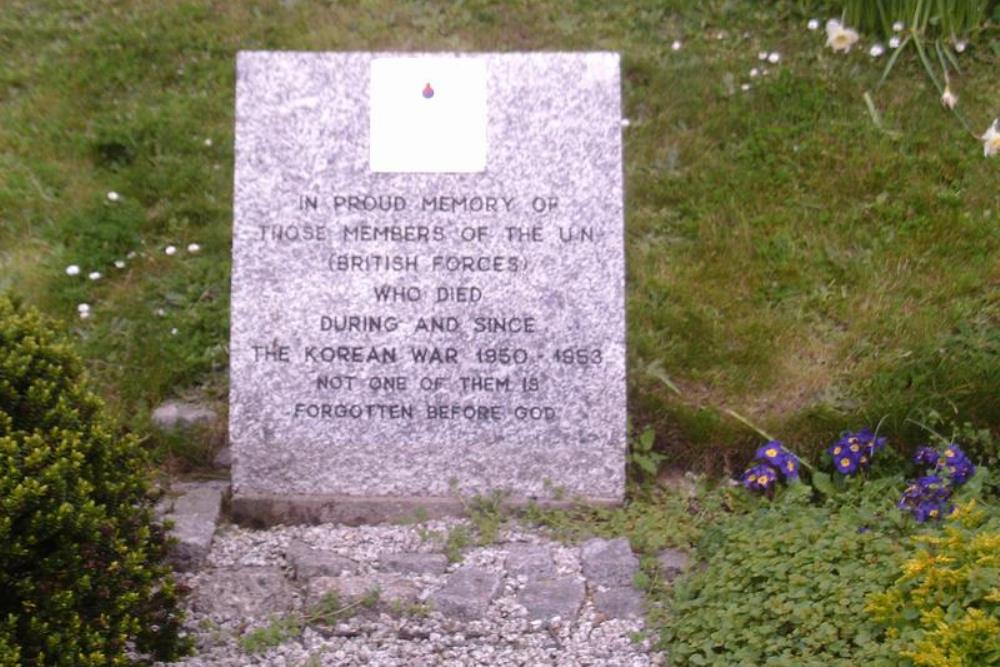 IN PROUD MEMORY OF
THOSE MEMBERS OF THE U.N.
(BRITISH FORCES)
WHO DIED
DURING AND SINCE
THE KOREAN WAR 1950 - 1953
NOT ONE OF THEM IS
FORGOTTEN BEFORE GOD